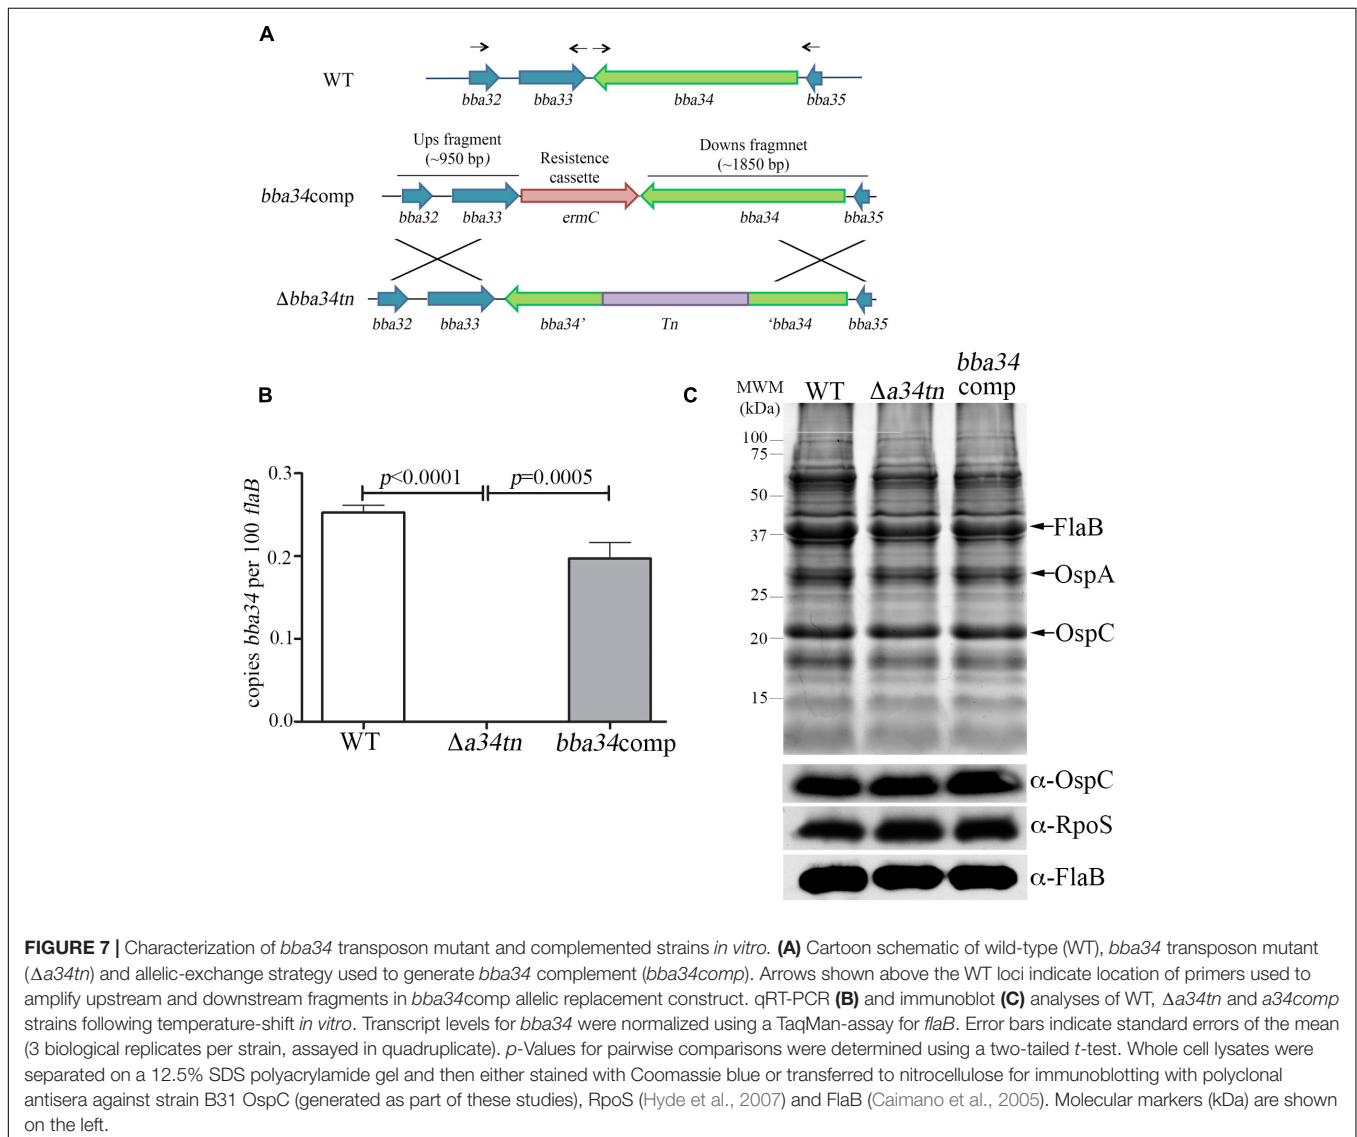 A
WT
bba32
bba33
bba34
bba35
Ups fragment
(~950 bp)
Resistence
cassette
Downs fragmnet
(~1850 bp)
bba34comp
bba32
bba33
ermC
bba34
bba35
Δbba34tn
bba32
bba33
bba34’
Tn
‘bba34
bba35
B
copies bba34 per 100 flaB
0.3
0.2
0.1
0.0
p<0.0001
p=0.0005
WT
Δa34tn
bba34comp
C
MWM
(kDa)
WT
Δa34tn
bba34
comp
100
75
50
37
25
20
15
FlaB
OspA
OspC
α-OspC
α-RpoS
α-FlaB
FIGURE 7 | Characterization of bba34 transposon mutant and complemented strains in vitro. (A) Cartoon schematic of wild-type (WT), bba34 transposon mutant
(Δa34tn) and allelic-exchange strategy used to generate bba34 complement (bba34comp). Arrows shown above the WT loci indicate location of primers used to
amplify upstream and downstream fragments in bba34comp allelic replacement construct. qRT-PCR (B) and immunoblot (C) analyses of WT, Δa34tn and a34comp
strains following temperature-shift in vitro. Transcript levels for bba34 were normalized using a TaqMan-assay for flaB. Error bars indicate standard errors of the mean
(3 biological replicates per strain, assayed in quadruplicate). p-Values for pairwise comparisons were determined using a two-tailed t-test. Whole cell lysates were
separated on a 12.5% SDS polyacrylamide gel and then either stained with Coomassie blue or transferred to nitrocellulose for immunoblotting with polyclonal
antisera against strain B31 OspC (generated as part of these studies), RpoS (Hyde et al., 2007) and FlaB (Caimano et al., 2005). Molecular markers (kDa) are shown
on the left.